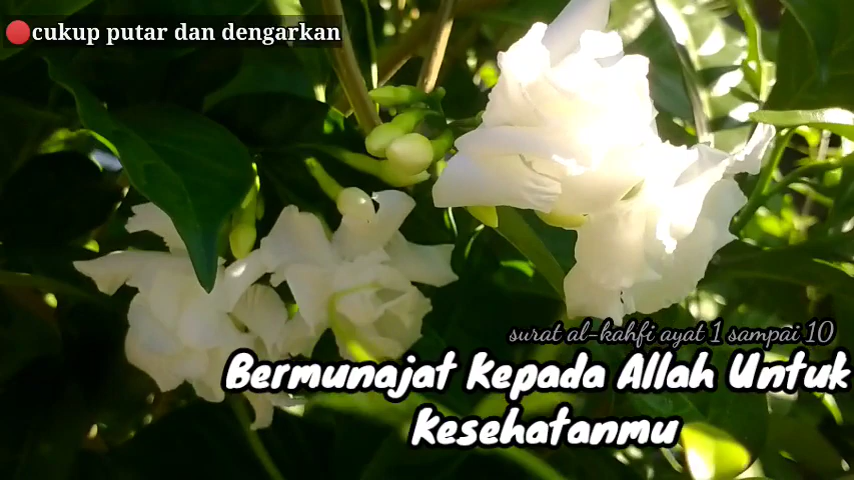 cukup putar dan dengarkan
surat al-kahfi ayat 1 sampai 10
Bermunajat Kepada Allah Untuk
Kesehatanmu